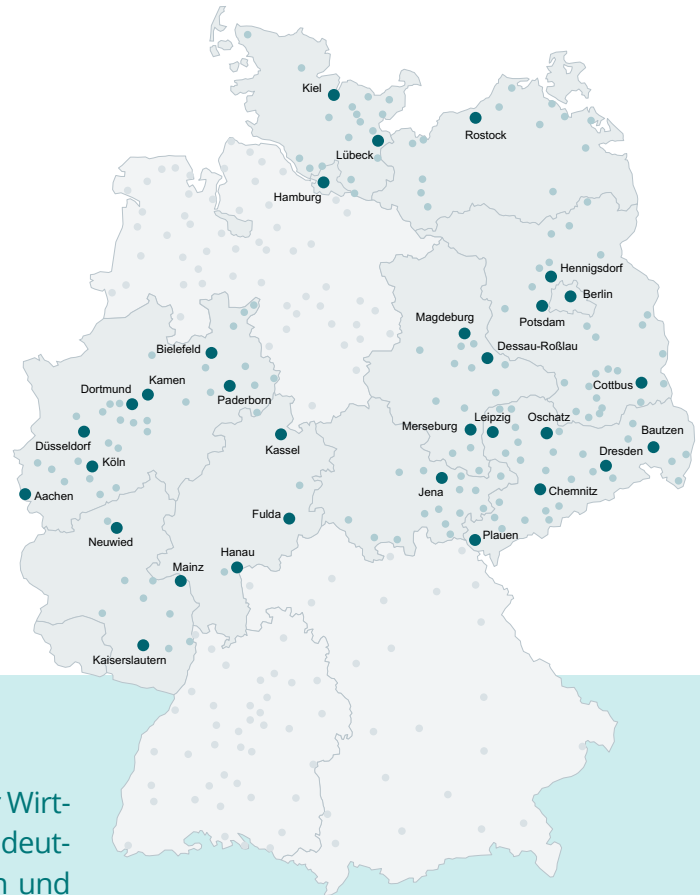 Kiel
Rostock
Lübeck
Hamburg
Hennigsdorf
Berlin
Potsdam
Magdeburg
Dessau-Roßlau
Bielefeld
Kamen
Dortmund
Paderborn
Cottbus
Merseburg
Leipzig
Oschatz
Bautzen
Düsseldorf
Kassel
Dresden
Köln
Aachen
Jena
Chemnitz
Fulda
Plauen
Neuwied
Hanau
Mainz
Kaiserslautern
Wirt-
deut-
und